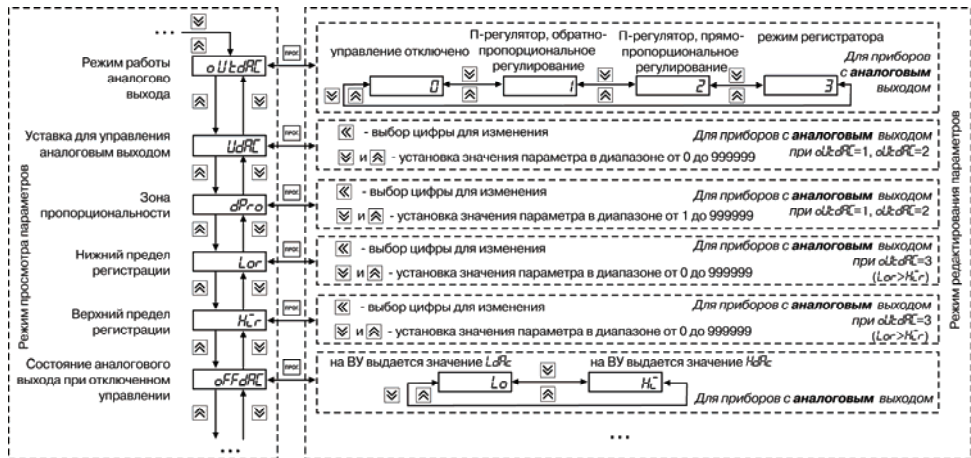 Режим просмотра параметров
...
Режим работы
аналогово
выхода
oUtdAC
ПРОГ
управление отключено
П-регулятор, обратно-
пропорциональное
регулирование
П-регулятор, прямо-
пропорциональное
регулирование
режим регистратора
0
1
2
3
Для приборов
с аналоговым
выходом
Уставка для управления
аналоговым выходом
UdAC
ПРОГ
- выбор цифры для изменения
и - установка значения параметра в диапазоне от 0 до 999999
Для приборов с аналоговым выходом
при oUtdAC=1, oUtdAC=2
Зона
пропорциональности
dPro
ПРОГ
- выбор цифры для изменения
и - установка значения параметра в диапазоне от 1 до 999999
Для приборов с аналоговым выходом
при oUtdAC=1, oUtdAC=2
Нижний предел
регистрации
Lor
ПРОГ
- выбор цифры для изменения
и - установка значения параметра в диапазоне от 0 до 999999
Для приборов с аналоговым выходом
при oUtdAC=3
(Lor>Hir)
Верхний предел
регистрации
Hir
ПРОГ
- выбор цифры для изменения
и - установка значения параметра в диапазоне от 0 до 999999
Для приборов с аналоговым выходом
при oUtdAC=3
(Lor>Hir)
Состояние аналогового
выхода при отключенном
управлении
oFFdAC
ПРОГ
на ВУ выдается значение LdAc
на ВУ выдается значение HdAc
Lo
Hi
Для приборов с аналоговым выходом
...
...
Режим редактирования параметров